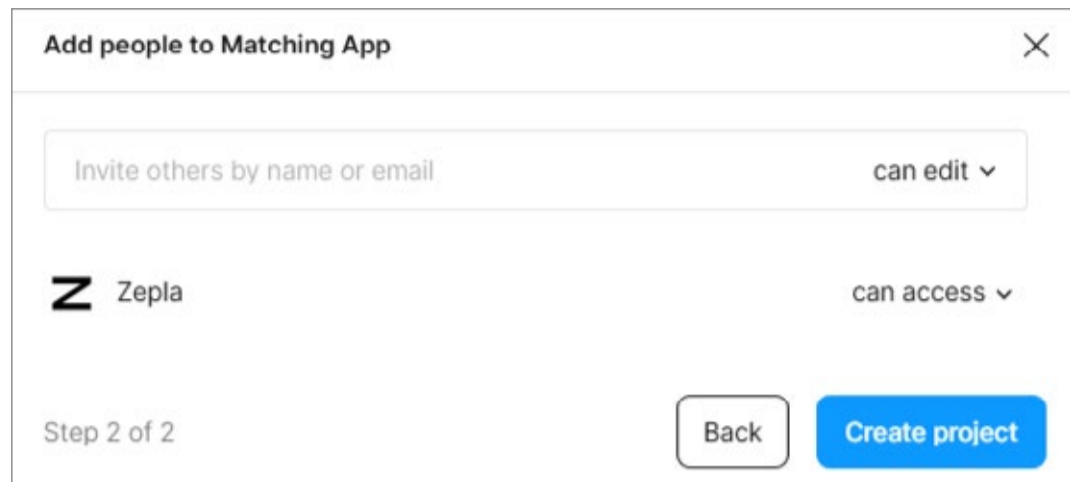 Add people to Matching App
Invite others by name or email can edit
Z Zepla can access
Step 2 of 2 Back Create project